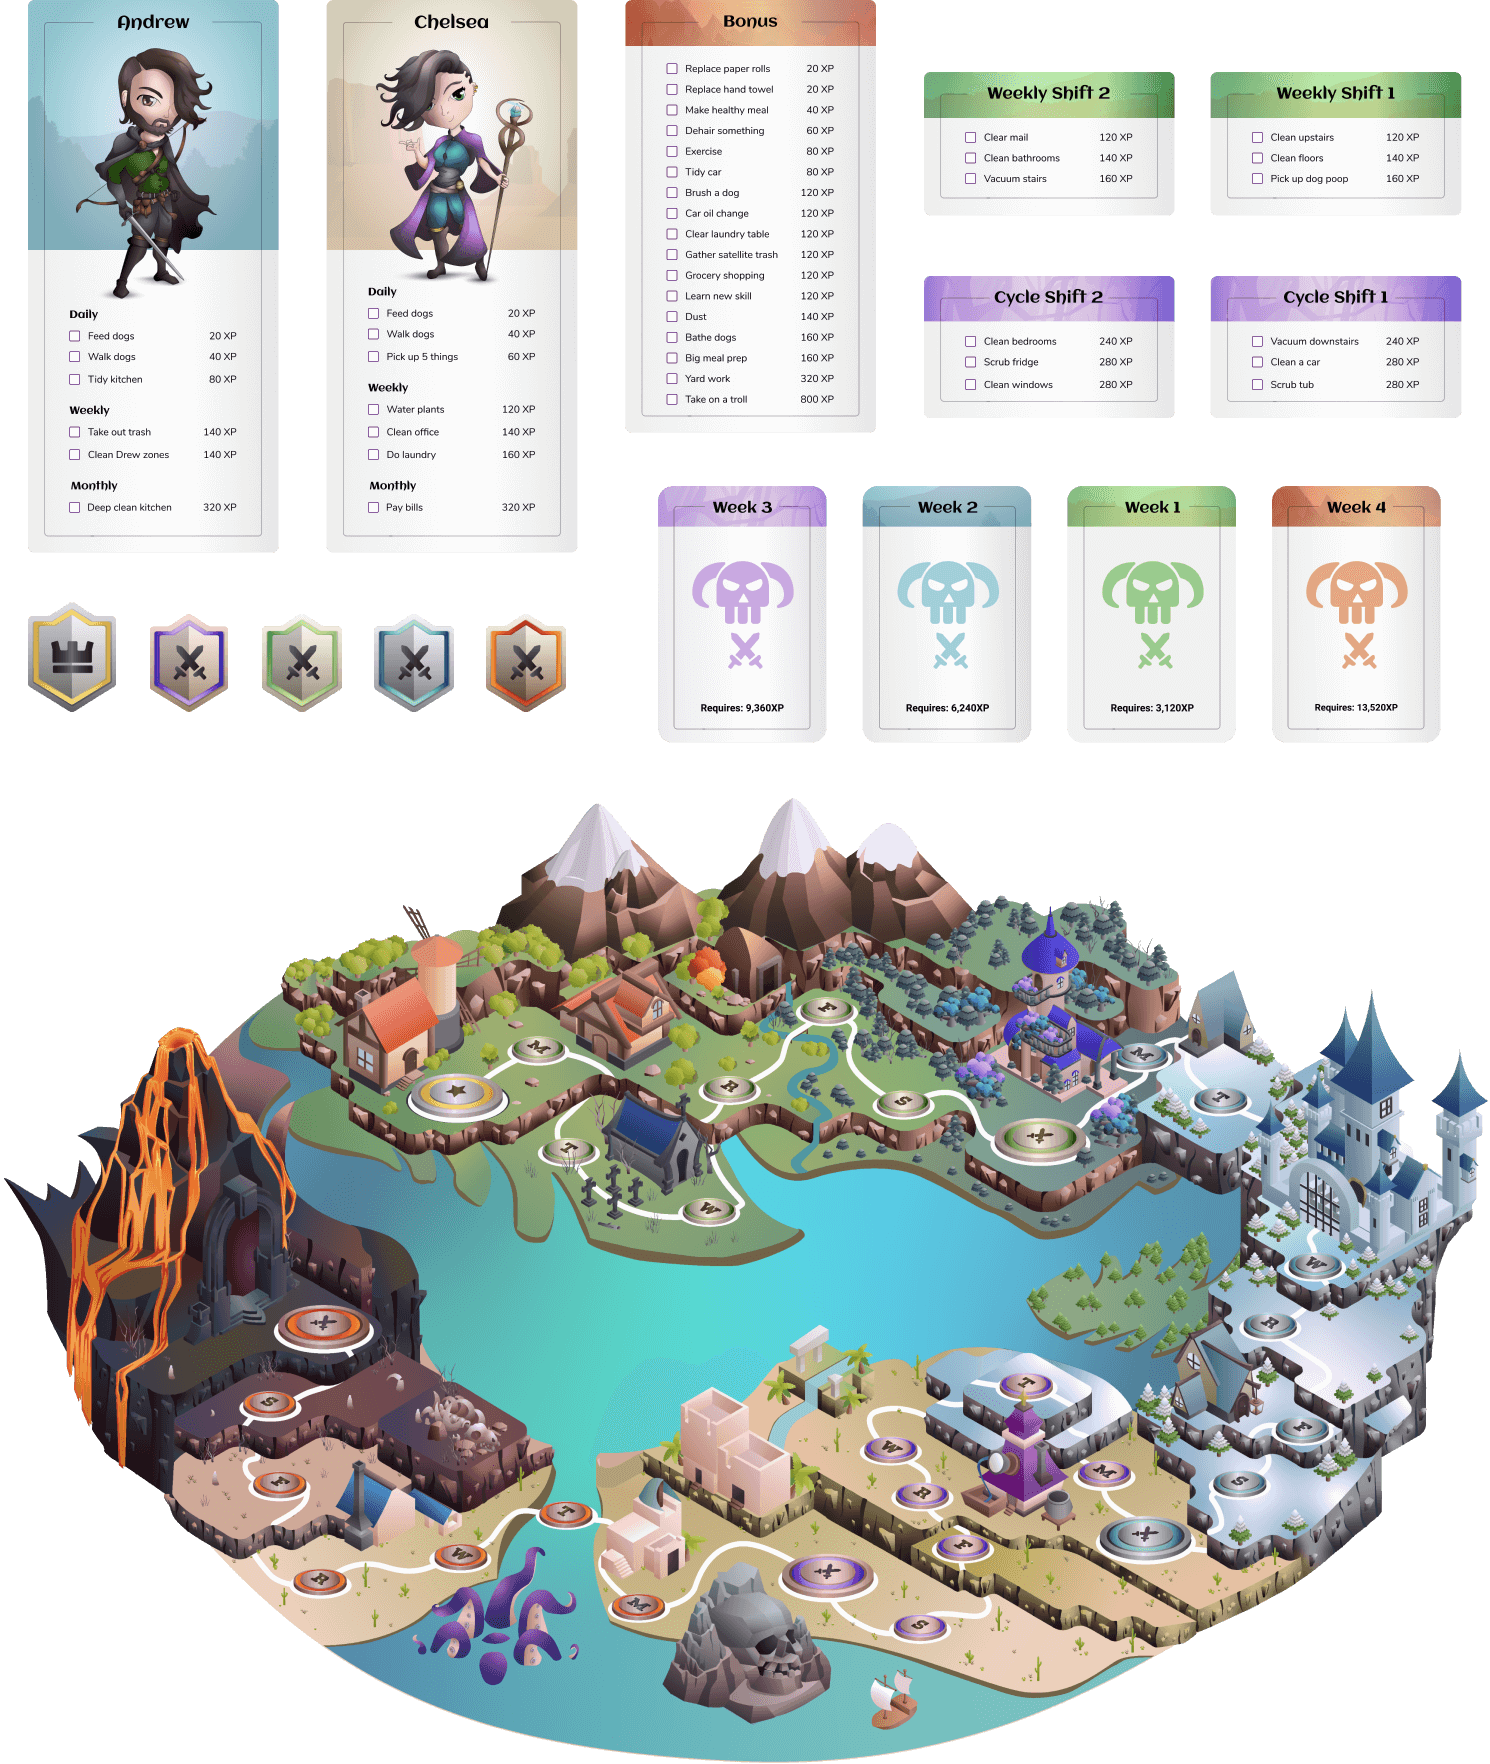 Andrew
Daily
Feed dogs 20 XP
Walk dogs 40 XP
Tidy kitchen 80 XP
Weekly
Take out trash 140 XP
Clean Drew zones 140 XP
Monthly
Deep clean kitchen 320 XP
Chelsea
Daily
Feed dogs 20 XP
Walk dogs 40 XP
Pick up 5 things 60 XP
Weekly
Water plants 120 XP
Clean office 140 XP
Do laundry 160 XP
Monthly
Pay bills 320 XP
Bonus
Replace paper rolls 20 XP
Replace hand towel 20 XP
Make healthy meal 40 XP
Dehair something 60 XP
Exercise 80 XP
Tidy car 80 XP
Brush a dog 120 XP
Car oil change 120 XP
Clear laundry table 120 XP
Gather satellite trash 120 XP
Grocery shopping 120 XP
Learn new skill 120 XP
Dust 140 XP
Bathe dogs 160 XP
Big meal prep 160 XP
Yard work 320 XP
Take on a troll 800 XP
Weekly Shift 2
Clear mail 120 XP
Clean bathrooms 140 XP
Vacuum stairs 160 XP
Weekly Shift 1
Clean upstairs 120 XP
Clean floors 140 XP
Pick up dog poop 160 XP
Cycle Shift 2
Clean bedrooms 240 XP
Scrub fridge 280 XP
Clean windows 280 XP
Cycle Shift 1
Vacuum downstairs 240 XP
Clean a car 280 XP
Scrub tub 280 XP
Week 3
Requires: 9,360XP
Week 2
Requires: 6,240XP
Week 1
Requires: 3,120XP
Week 4
Requires: 13,520XP
M
T
W
R
F
S
M
T
W
R
F
S
M
T
W
R
F
S
M
T
W
R
F
S